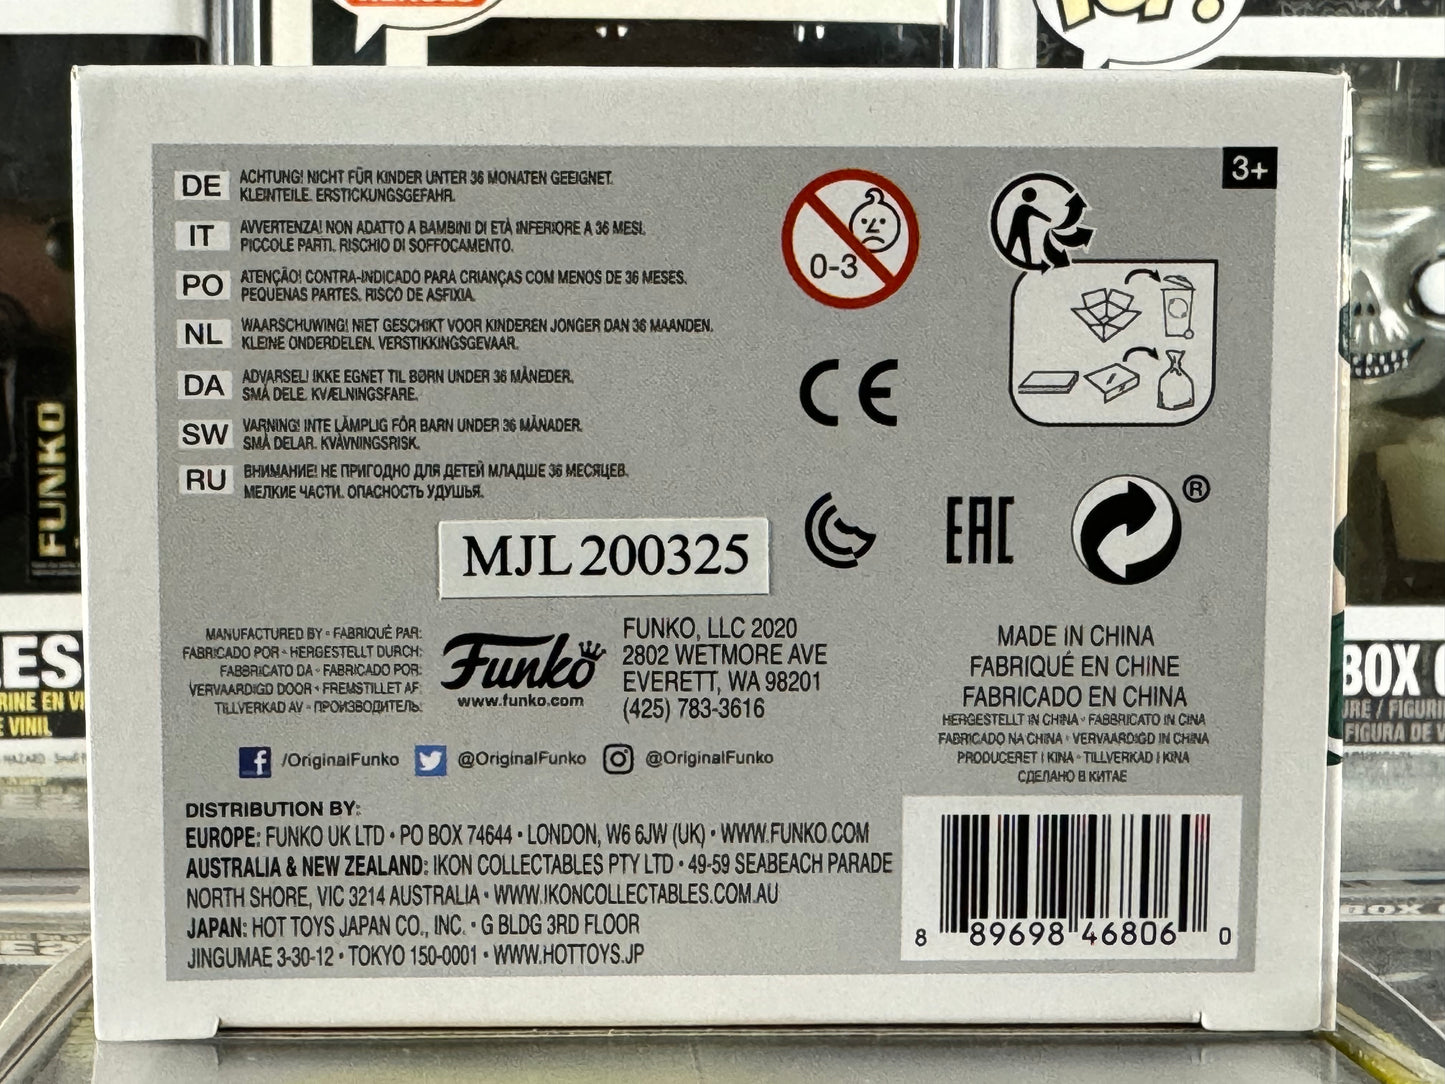 3+
DE ACHTUNG! NICHT FÜR KINDER UNTER 36 MONATEN GEEIGNET.
KLEINTEILE. ERSTICKUNGSGEFAHR.
IT AVVERTENZA! NON ADATTO A BAMBINI DI ETÀ INFERIORE A 36 MESI.
PICCOLE PARTI. RISCHIO DI SOFFOCAMENTO.
PO ATENÇÃO! CONTRA-INDICADO PARA CRIANÇAS COM MENOS DE 36 MESES.
PEQUENAS PARTES. RISCO DE ASFIXIA.
NL WAARSCHUWING! NIET GESCHIKT VOOR KINDEREN JONGER DAN 36 MAANDEN.
KLEINE ONDERDELEN. VERSTIKKINGSGEVAAR.
DA ADVARSEL! IKKE EGNET TIL BØRN UNDER 36 MÅNEDER.
SMÅ DELE. KVÆLNINGSFARE.
SW VARNING! INTE LÄMPLIG FÖR BARN UNDER 36 MÅNADER.
SMÅ DELAR. KVÄVNINGSRISK.
RU ВНИМАНИЕ! НЕ ПРИГОДНО ДЛЯ ДЕТЕЙ МЛАДШЕ 36 МЕСЯЦЕВ.
МЕЛКИЕ ЧАСТИ. ОПАСНОСТЬ УДУШЬЯ.
0-3
CE
EAC
®
MJL 200325
MANUFACTURED BY • FABRIQUÉ PAR:
FABRICADO POR • HERGESTELLT DURCH:
FABBRICATO DA • FABRICADO POR:
VERVAARDIGD DOOR • FREMSTILLET AF:
TILLVERKAD AV • ПРОИЗВОДИТЕЛЬ:
Funko
www.funko.com
FUNKO, LLC 2020
2802 WETMORE AVE
EVERETT, WA 98201
(425) 783-3616
MADE IN CHINA
FABRIQUÉ EN CHINE
FABRICADO EN CHINA
HERGESTELLT IN CHINA • FABBRICATO IN CINA
FABRICADO NA CHINA • VERVAARDIGD IN CHINA
PRODUCERET I KINA • TILLVERKAD I KINA
СДЕЛАНО В КИТАЕ
/OriginalFunko @OriginalFunko @OriginalFunko
DISTRIBUTION BY:
EUROPE: FUNKO UK LTD • PO BOX 74644 • LONDON, W6 6JW (UK) • WWW.FUNKO.COM
AUSTRALIA & NEW ZEALAND: IKON COLLECTABLES PTY LTD • 49-59 SEABEACH PARADE
NORTH SHORE, VIC 3214 AUSTRALIA • WWW.IKONCOLLECTABLES.COM.AU
JAPAN: HOT TOYS JAPAN CO., INC. • G BLDG 3RD FLOOR
JINGUMAE 3-30-12 • TOKYO 150-0001 • WWW.HOTTOYS.JP
8 89698 46806 0
FUNKO